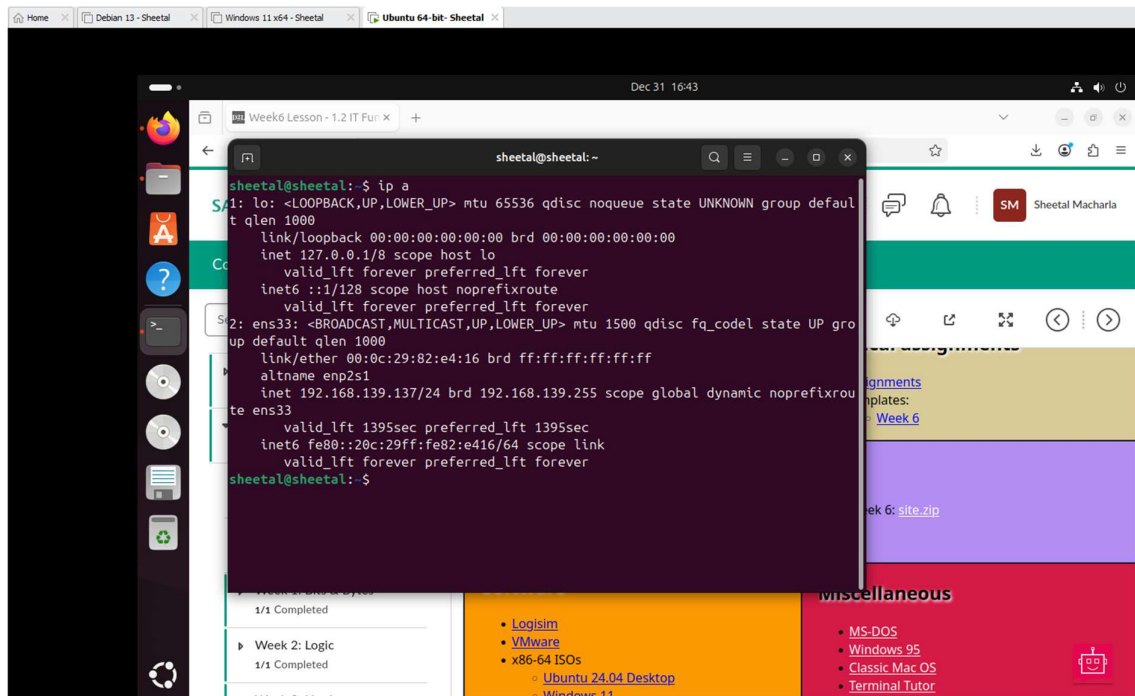 Home
Debian 13 - Sheetal
Windows 11 x64 - Sheetal
Ubuntu 64-bit- Sheetal
Dec 31 16:43
Week6 Lesson - 1.2 IT Fun
sheetal@sheetal: ~
sheetal@sheetal:~$ ip a
1: lo: <LOOPBACK,UP,LOWER_UP> mtu 65536 qdisc noqueue state UNKNOWN group defaul
t qlen 1000
link/loopback 00:00:00:00:00:00 brd 00:00:00:00:00:00
inet 127.0.0.1/8 scope host lo
valid_lft forever preferred_lft forever
inet6 ::1/128 scope host noprefixroute
valid_lft forever preferred_lft forever
2: ens33: <BROADCAST,MULTICAST,UP,LOWER_UP> mtu 1500 qdisc fq_codel state UP gro
up default qlen 1000
link/ether 00:0c:29:82:e4:16 brd ff:ff:ff:ff:ff:ff
altname enp2s1
inet 192.168.139.137/24 brd 192.168.139.255 scope global dynamic noprefixrou
te ens33
valid_lft 1395sec preferred_lft 1395sec
inet6 fe80::20c:29ff:fe82:e416/64 scope link
valid_lft forever preferred_lft forever
sheetal@sheetal:~$
SM
Sheetal Macharla
Week 6
site.zip
1/1 Completed
Week 2: Logic
1/1 Completed
Logisim
VMware
x86-64 ISOs
Ubuntu 24.04 Desktop
Windows 11
Miscellaneous
MS-DOS
Windows 95
Classic Mac OS
Terminal Tutor